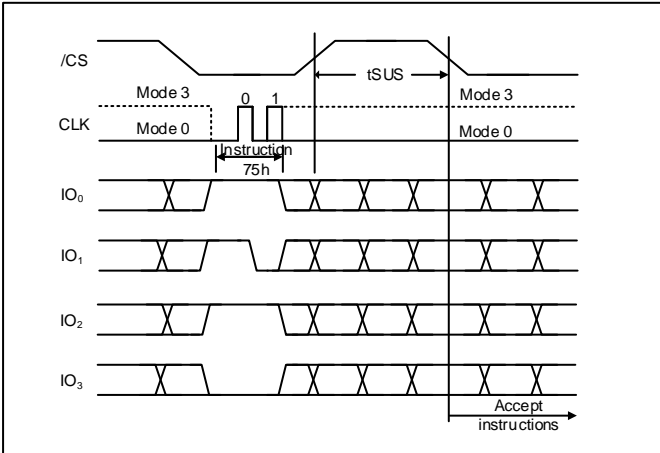 /CS
tSUS
Mode 3
0 1
Mode 3
CLK
Mode 0
Mode 0
Instruction
75h
IO₀
IO₁
IO₂
IO₃
Accept
instructions